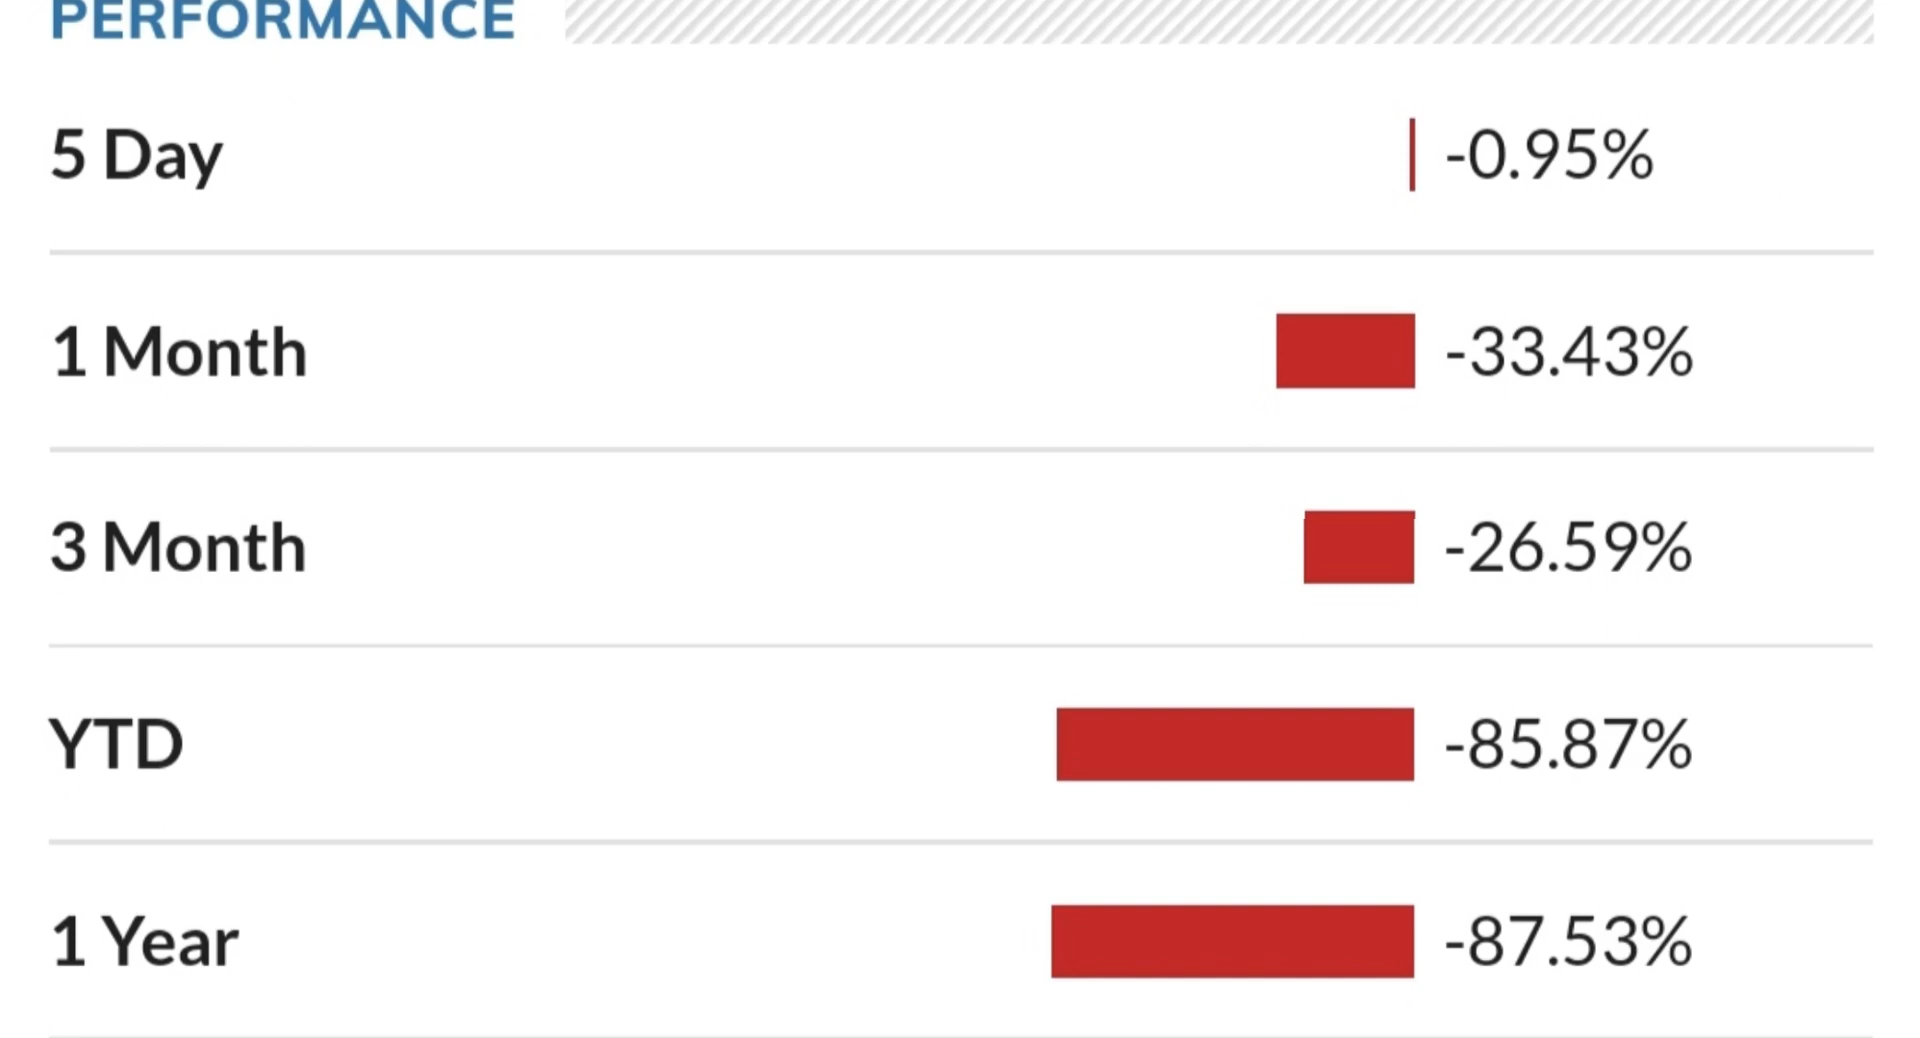 PERFORMANCE
5 Day -0.95%
1 Month -33.43%
3 Month -26.59%
YTD -85.87%
1 Year -87.53%